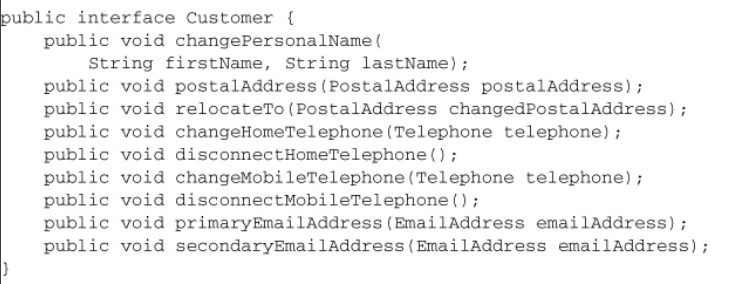 public interface Customer {
    public void changePersonalName(
        String firstName, String lastName);
    public void postalAddress(PostalAddress postalAddress);
    public void relocateTo(PostalAddress changedPostalAddress);
    public void changeHomeTelephone(Telephone telephone);
    public void disconnectHomeTelephone();
    public void changeMobileTelephone(Telephone telephone);
    public void disconnectMobileTelephone();
    public void primaryEmailAddress(EmailAddress emailAddress);
    public void secondaryEmailAddress(EmailAddress emailAddress);
}